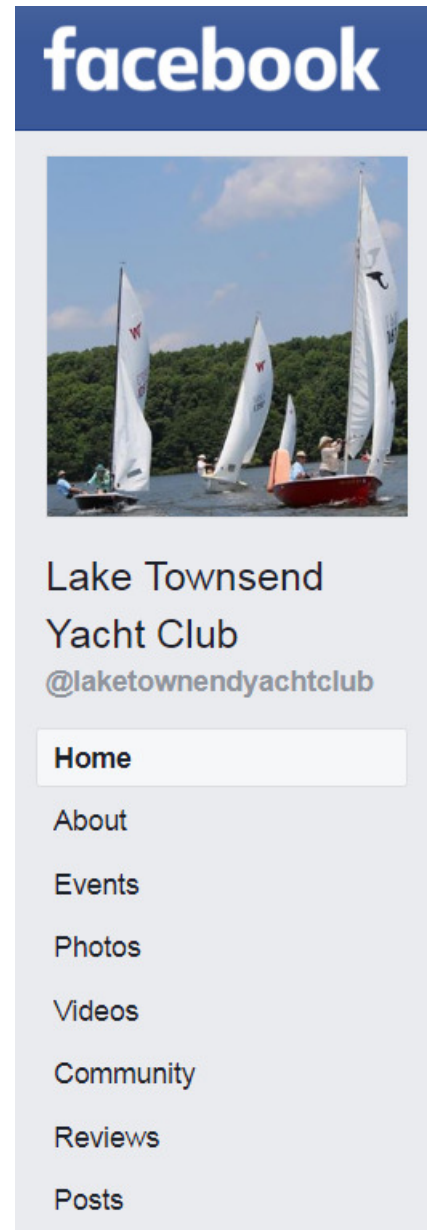 facebook
Lake Townsend
Yacht Club
@laketownendyachtclub
Home
About
Events
Photos
Videos
Community
Reviews
Posts